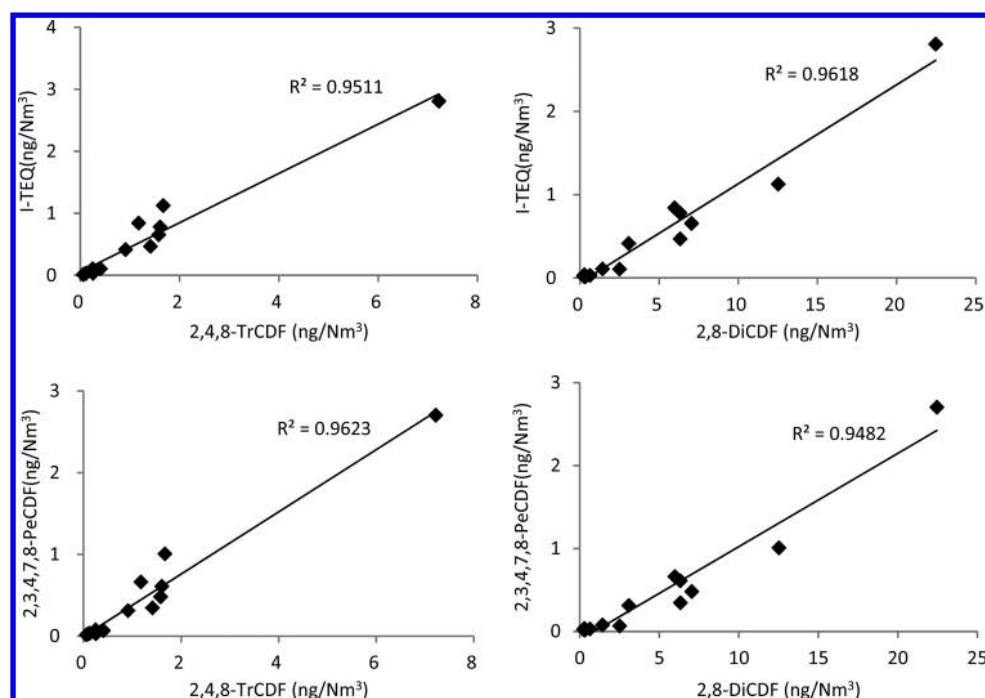 I-TEQ(ng/Nm³)
4
3
2
1
0
R² = 0.9511
0 2 4 6 8
2,4,8-TrCDF (ng/Nm³)
I-TEQ(ng/Nm³)
3
2
1
0
R² = 0.9618
0 5 10 15 20 25
2,8-DiCDF (ng/Nm³)
2,3,4,7,8-PeCDF(ng/Nm³)
3
2
1
0
R² = 0.9623
0 2 4 6 8
2,4,8-TrCDF (ng/Nm³)
2,3,4,7,8-PeCDF(ng/Nm³)
3
2
1
0
R² = 0.9482
0 5 10 15 20 25
2,8-DiCDF (ng/Nm³)